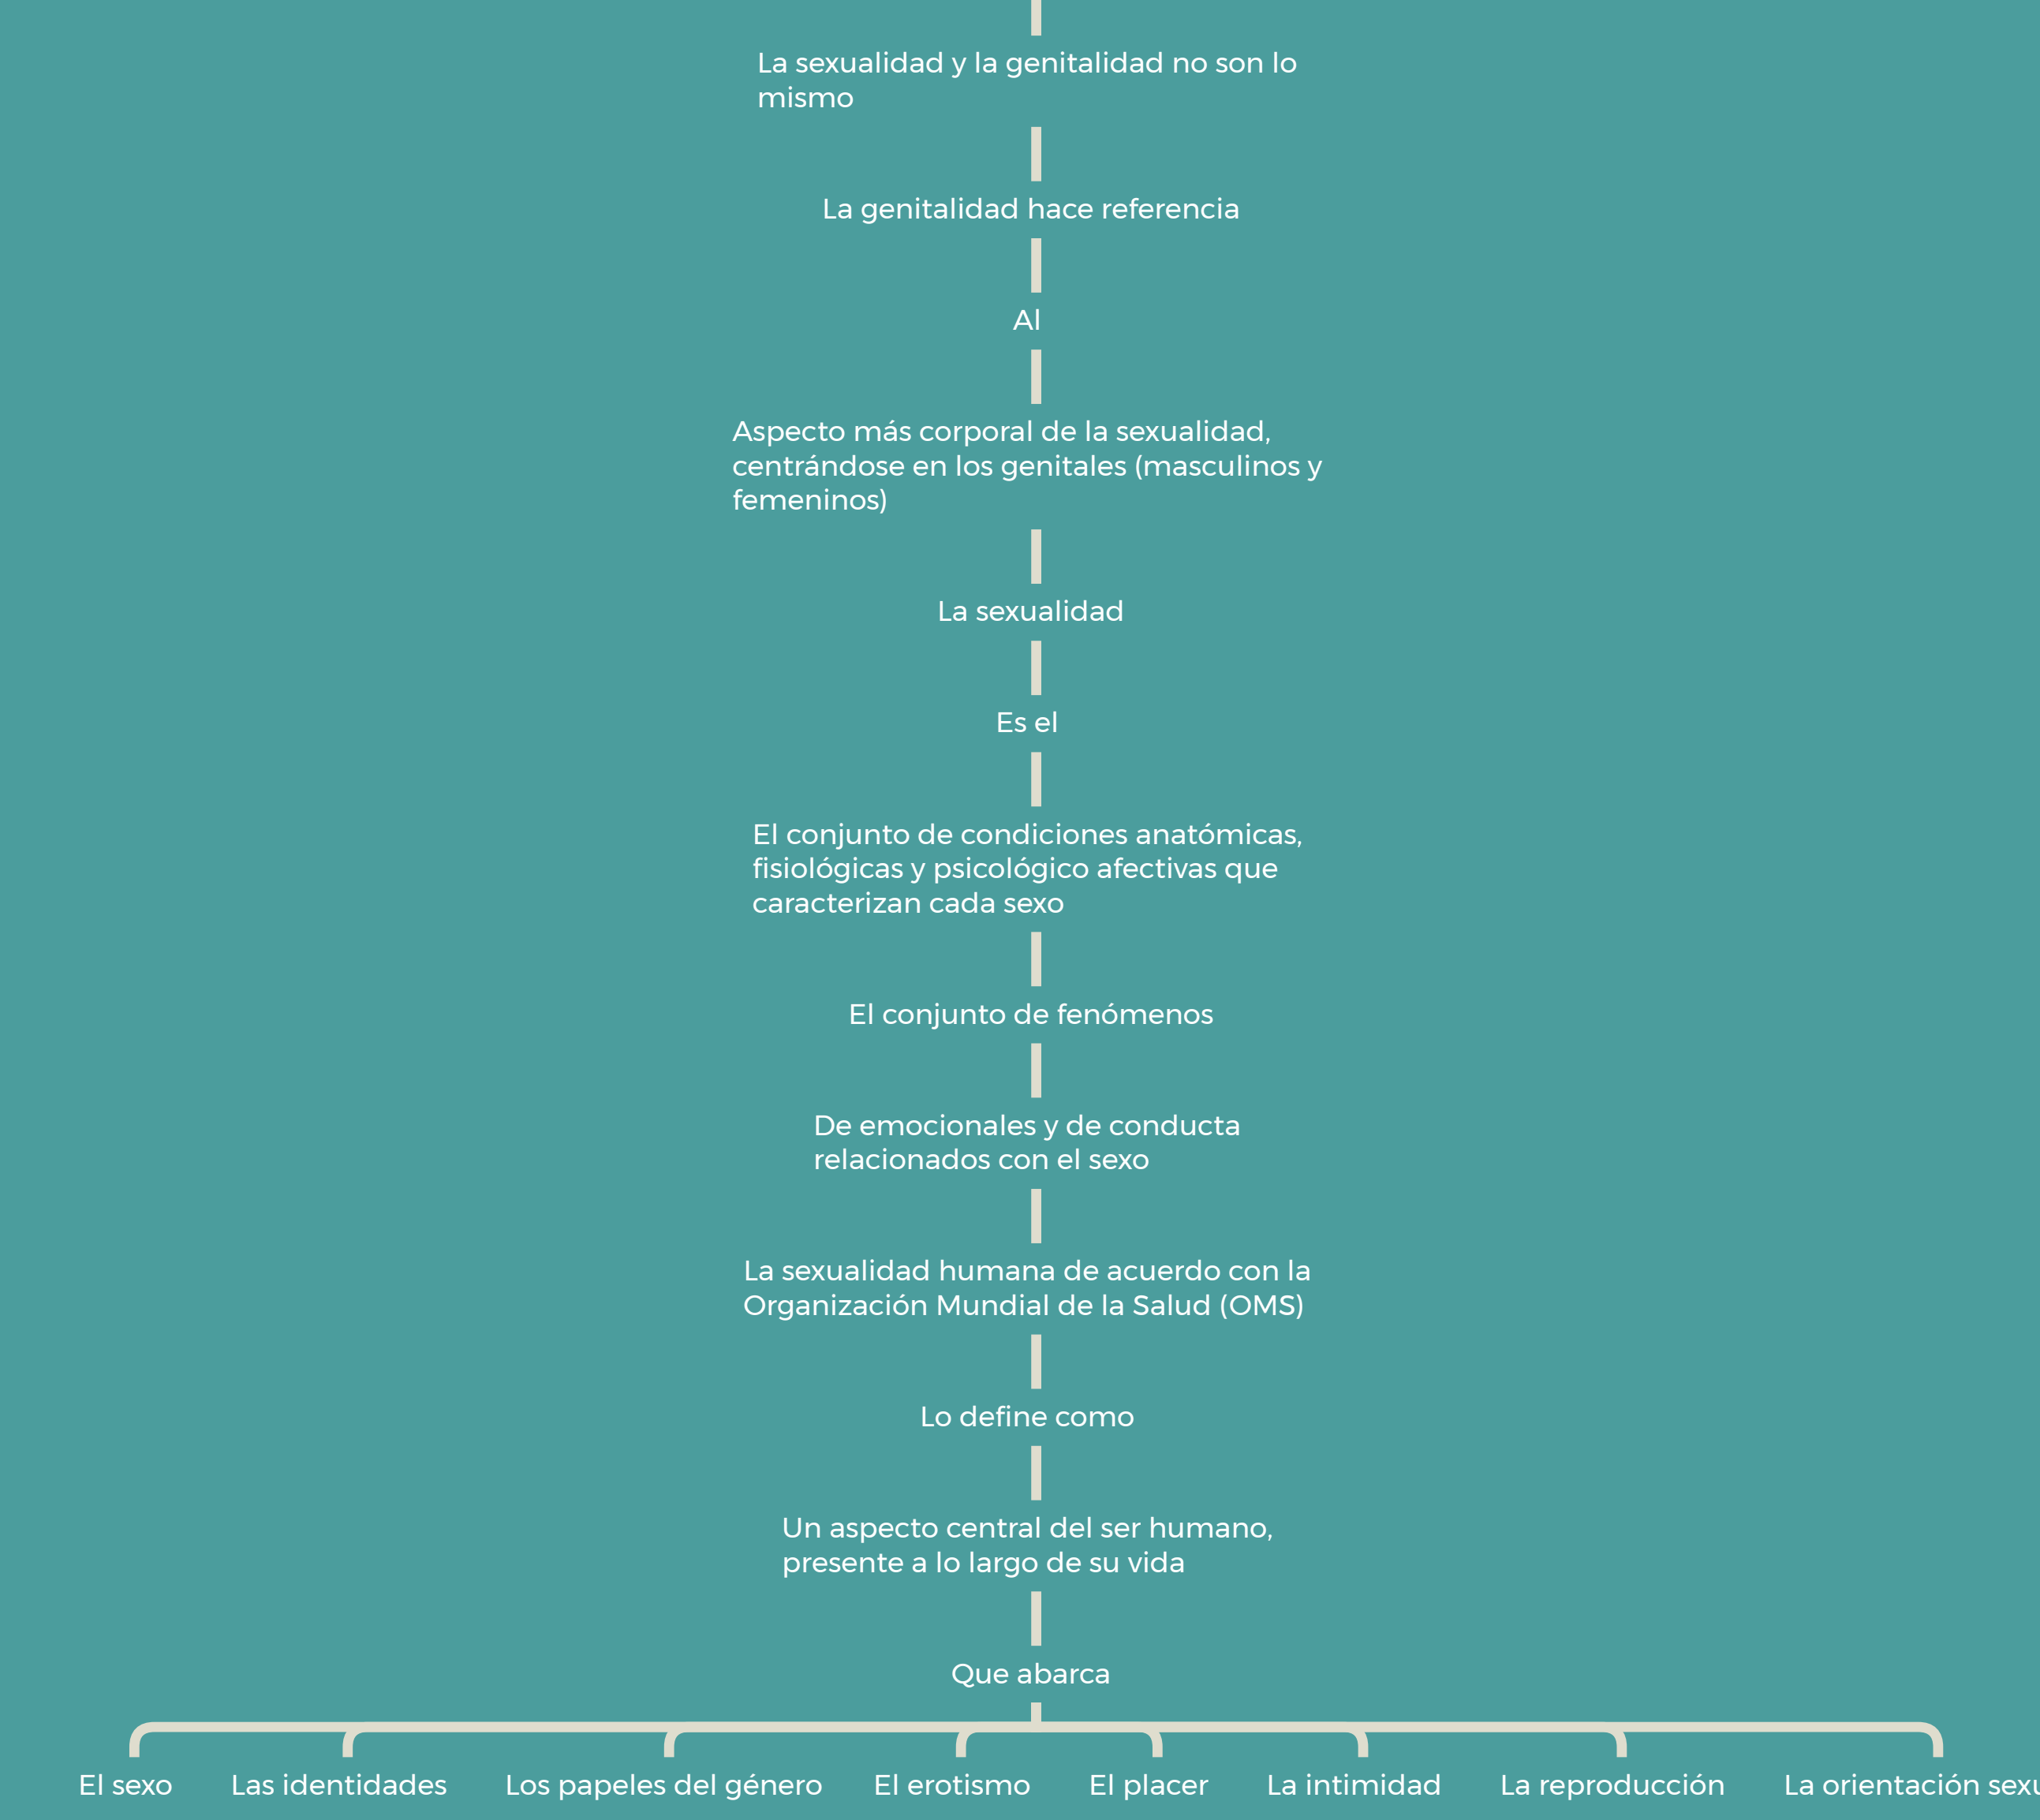 La sexualidad y la genitalidad no son lo
mismo
La genitalidad hace referencia
Al
Aspecto más corporal de la sexualidad,
centrándose en los genitales (masculinos y
femeninos)
La sexualidad
Es el
El conjunto de condiciones anatómicas,
fisiológicas y psicológico afectivas que
caracterizan cada sexo
El conjunto de fenómenos
De emocionales y de conducta
relacionados con el sexo
La sexualidad humana de acuerdo con la
Organización Mundial de la Salud (OMS)
Lo define como
Un aspecto central del ser humano,
presente a lo largo de su vida
Que abarca
El sexo
Las identidades
Los papeles del género
El erotismo
El placer
La intimidad
La reproducción
La orientación